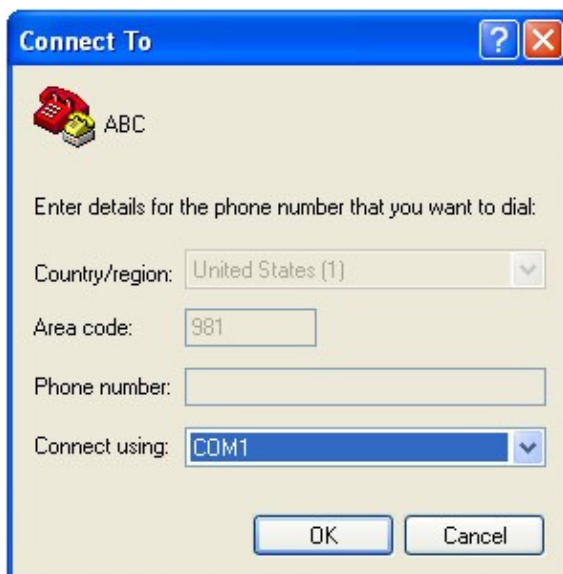 Connect To
ABC
Enter details for the phone number that you want to dial:
Country/region: United States (1)
Area code: 981
Phone number:
Connect using: COM1
OK Cancel